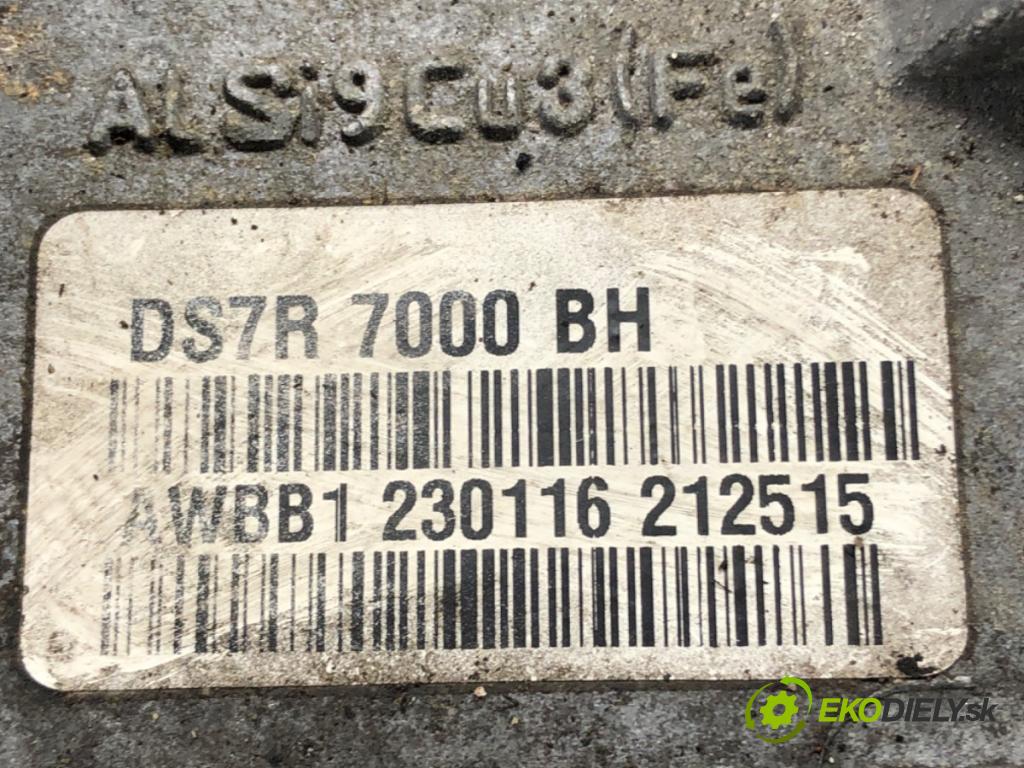 ALSi9Cu3(Fe)
DS7R 7000 BH
AWBB1 230116 212515
EKODIELY.sk